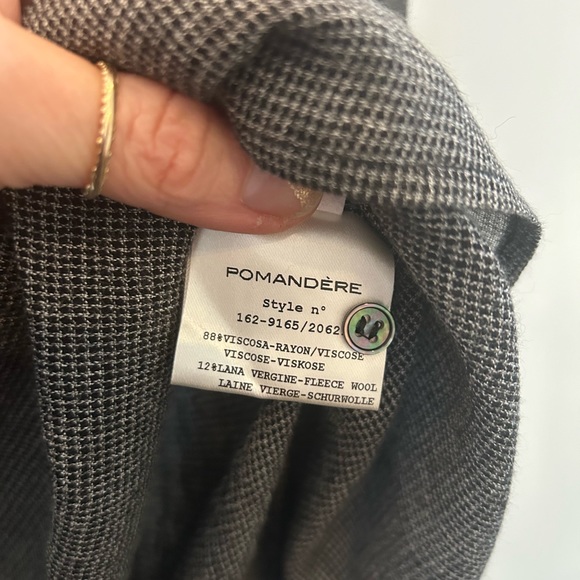 POMANDÈRE
Style n°
162-9165/2062
88%VISCOSA-RAYON/VISCOSE
VISCOSE-VISKOSE
12%LANA VERGINE-FLEECE WOOL
LAINE VIERGE-SCHURWOLLE